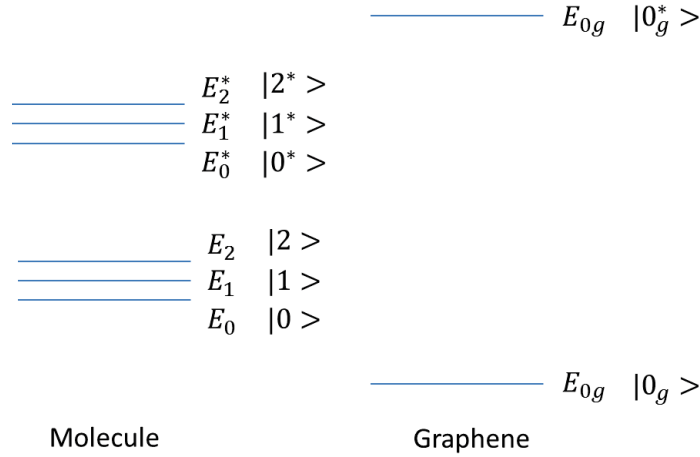 E_{0g} |0_g^* >
E_2^* |2^* >
E_1^* |1^* >
E_0^* |0^* >
E_2 |2 >
E_1 |1 >
E_0 |0 >
E_{0g} |0_g >
Molecule
Graphene